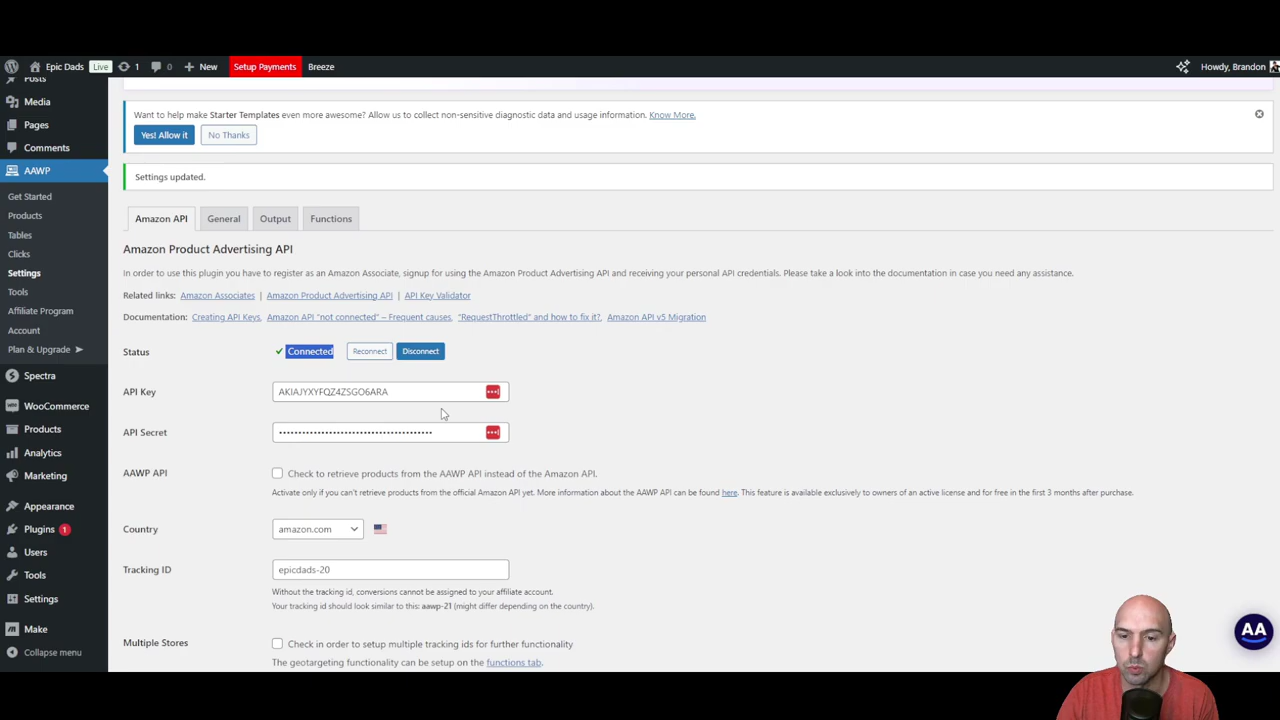 Epic Dads Live 1 0 New Setup Payments Breeze Howdy, Brandon
Posts
Media
Pages
Comments
AAWP
Get Started
Products
Tables
Clicks
Settings
Tools
Affiliate Program
Account
Plan & Upgrade ➤
Spectra
WooCommerce
Products
Analytics
Marketing
Appearance
Plugins 1
Users
Tools
Settings
Make
Collapse menu
Want to help make Starter Templates even more awesome? Allow us to collect non-sensitive diagnostic data and usage information. Know More.
Yes! Allow it No Thanks
Settings updated.
Amazon API General Output Functions
Amazon Product Advertising API
In order to use this plugin you have to register as an Amazon Associate, signup for using the Amazon Product Advertising API and receiving your personal API credentials. Please take a look into the documentation in case you need any assistance.
Related links: Amazon Associates | Amazon Product Advertising API | API Key Validator
Documentation: Creating API Keys, Amazon API "not connected" – Frequent causes, "RequestThrottled" and how to fix it?, Amazon API v5 Migration
Status ✔ Connected Reconnect Disconnect
API Key AKIAJYXYFQZ4ZSGO6ARA
API Secret ••••••••••••••••••••••••••••••••••••••••
AAWP API Check to retrieve products from the AAWP API instead of the Amazon API.
Activate only if you can't retrieve products from the official Amazon API yet. More information about the AAWP API can be found here. This feature is available exclusively to owners of an active license and for free in the first 3 months after purchase.
Country amazon.com
Tracking ID epicdads-20
Without the tracking id, conversions cannot be assigned to your affiliate account.
Your tracking id should look similar to this: aawp-21 (might differ depending on the country).
Multiple Stores Check in order to setup multiple tracking ids for further functionality
The geotargeting functionality can be setup on the functions tab.
AA